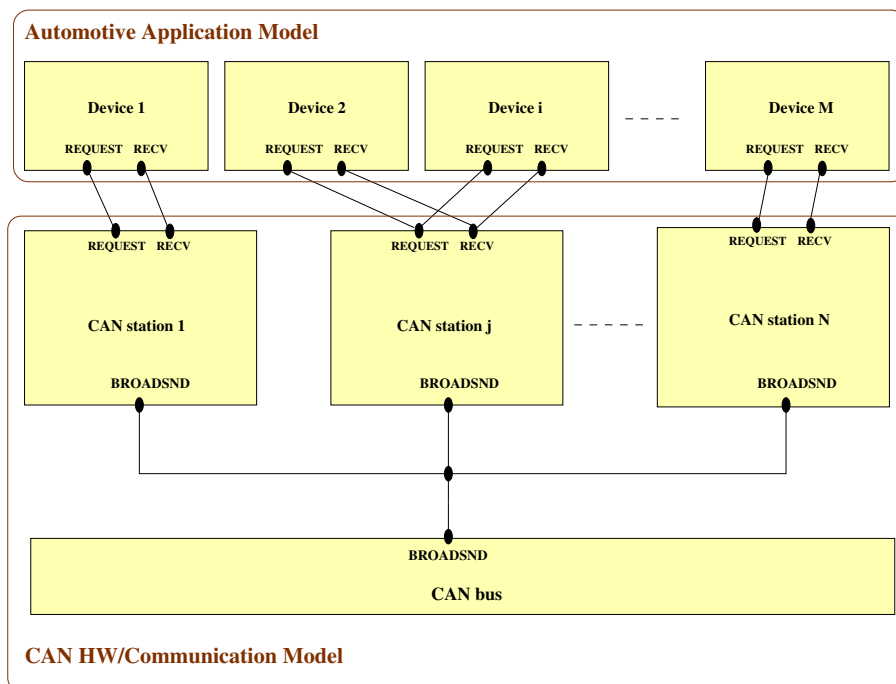 Automotive Application Model
Device 1
Device 2
Device i
Device M
REQUEST RECV
REQUEST RECV
REQUEST RECV
REQUEST RECV
REQUEST RECV
REQUEST RECV
REQUEST RECV
CAN station 1
CAN station j
CAN station N
BROADSND
BROADSND
BROADSND
BROADSND
CAN bus
CAN HW/Communication Model